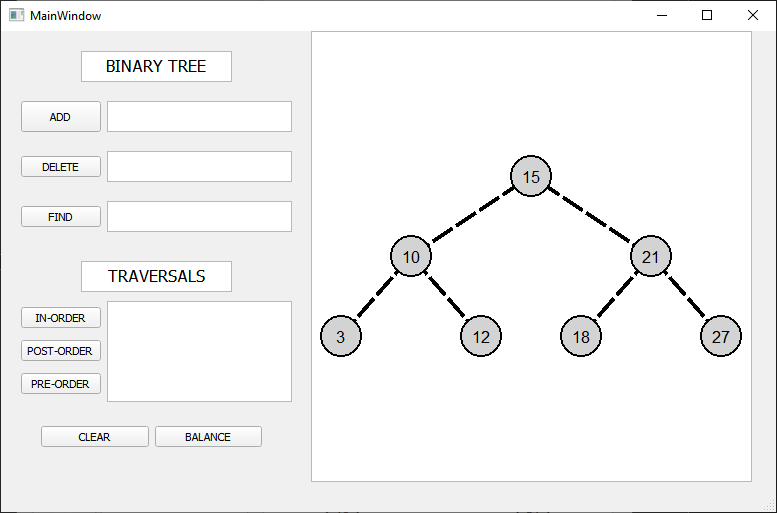 MainWindow
BINARY TREE
ADD
DELETE
FIND
TRAVERSALS
IN-ORDER
POST-ORDER
PRE-ORDER
CLEAR BALANCE
15
10 21
3 12 18 27